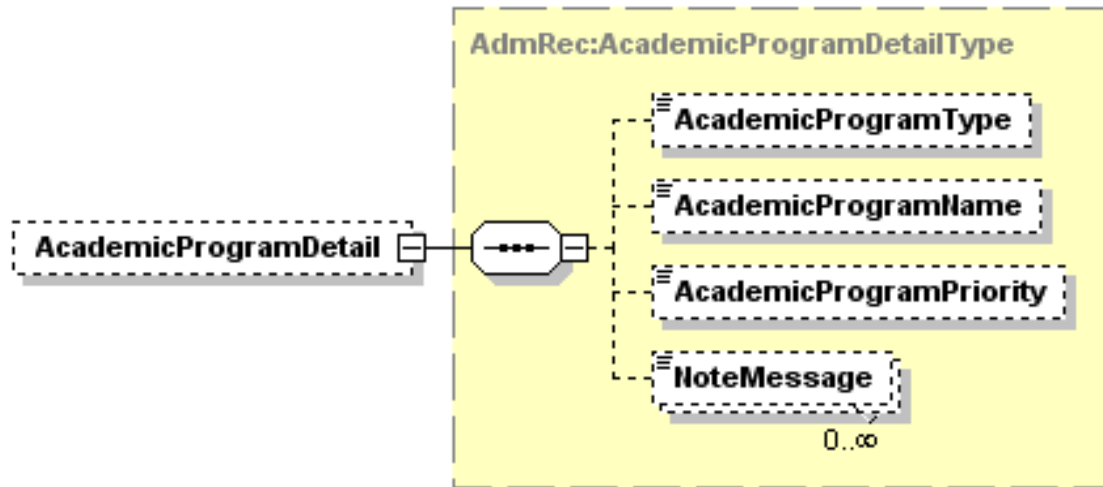 AdmRec:AcademicProgramDetailType
AcademicProgramType
AcademicProgramName
AcademicProgramDetail
AcademicProgramPriority
NoteMessage
0..∞